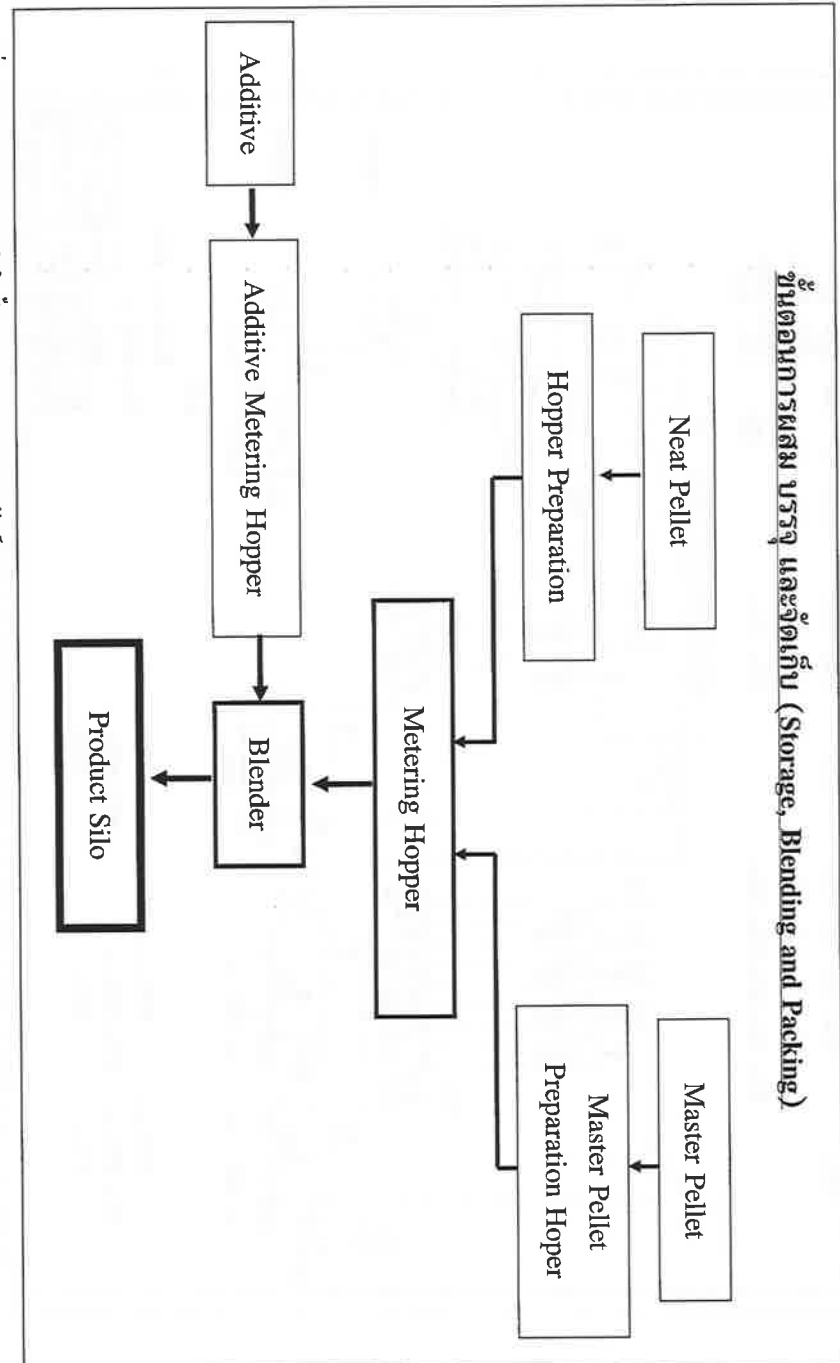 ขั้นตอนการผสม บรรจุ และจัดเก็บ (Storage, Blending and Packing)
Neat Pellet
Master Pellet
Hopper Preparation
Master Pellet
Preparation Hoper
Metering Hopper
Additive
Additive Metering Hopper
Blender
Product Silo